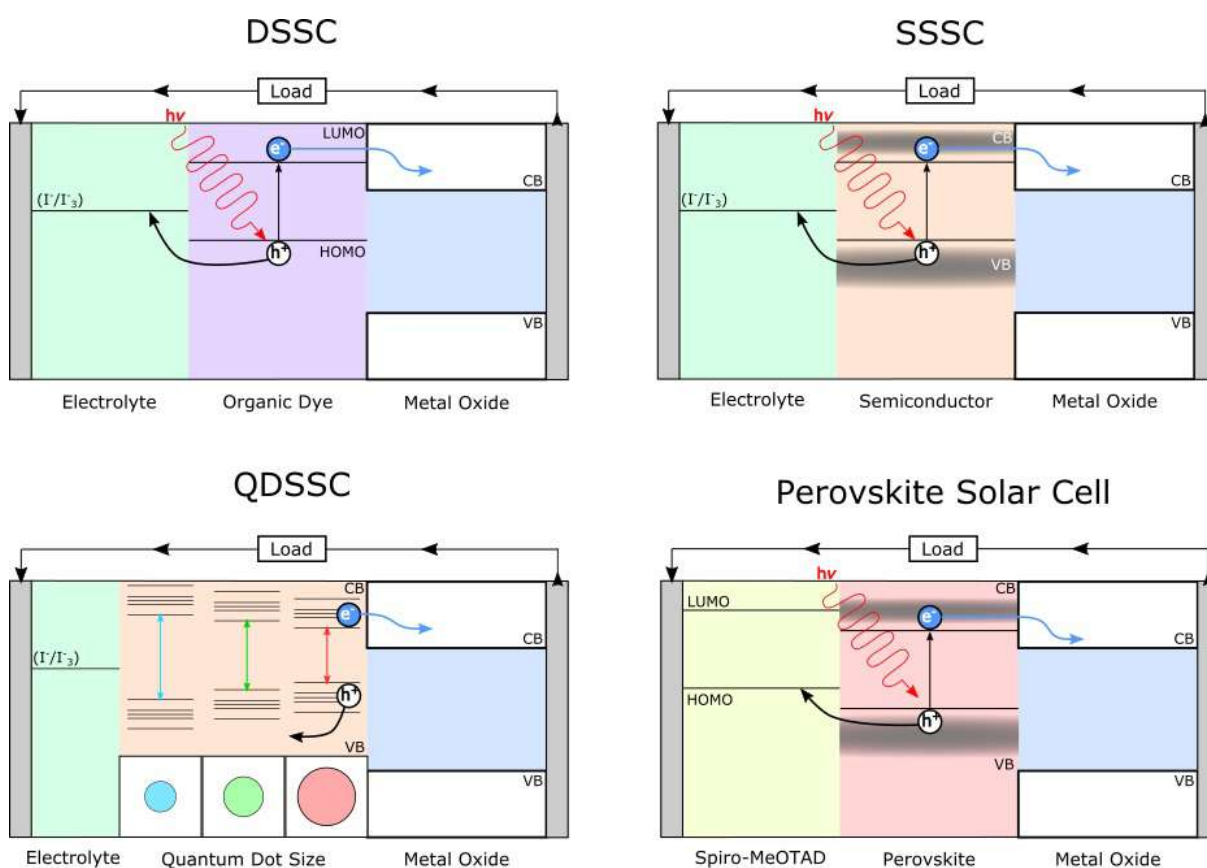 DSSC
Load
hν
LUMO
e⁻
CB
(I⁻/I⁻₃)
h⁺
HOMO
VB
Electrolyte Organic Dye Metal Oxide
SSSC
Load
hν
CB
e⁻
CB
(I⁻/I⁻₃)
h⁺
VB
VB
Electrolyte Semiconductor Metal Oxide
QDSSC
Load
CB
e⁻
CB
(I⁻/I⁻₃)
h⁺
VB
VB
Electrolyte Quantum Dot Size Metal Oxide
Perovskite Solar Cell
Load
hν
CB
LUMO
e⁻
CB
HOMO
h⁺
VB
VB
Spiro-MeOTAD Perovskite Metal Oxide